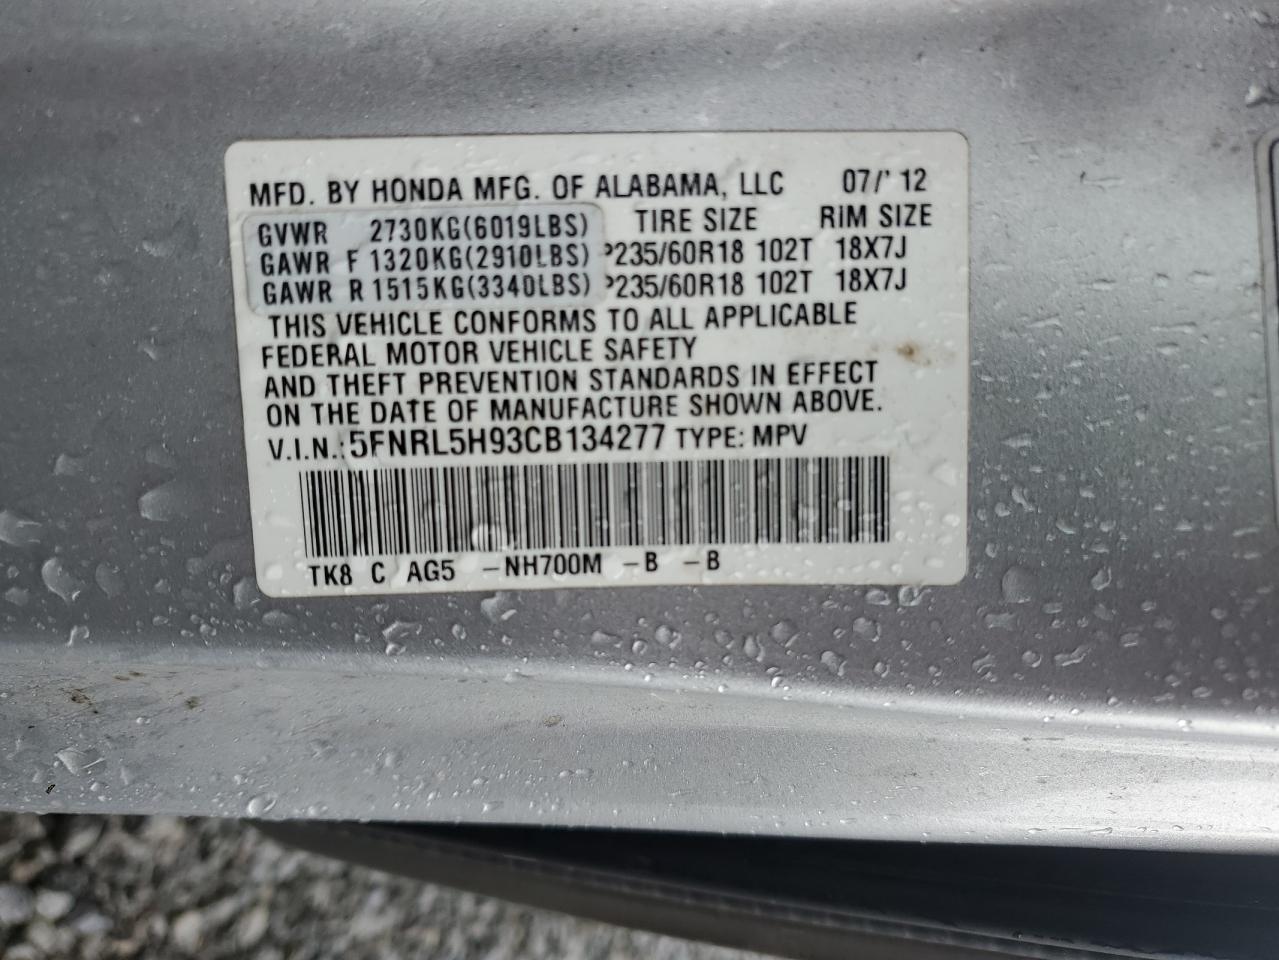 MFD. BY HONDA MFG. OF ALABAMA, LLC 07/'12
GVWR 2730KG(6019LBS) TIRE SIZE RIM SIZE
GAWR F 1320KG(2910LBS) P235/60R18 102T 18X7J
GAWR R 1515KG(3340LBS) P235/60R18 102T 18X7J
THIS VEHICLE CONFORMS TO ALL APPLICABLE
FEDERAL MOTOR VEHICLE SAFETY
AND THEFT PREVENTION STANDARDS IN EFFECT
ON THE DATE OF MANUFACTURE SHOWN ABOVE.
V.I.N.:5FNRL5H93CB134277 TYPE: MPV
TK8 C AG5 –NH700M –B –B